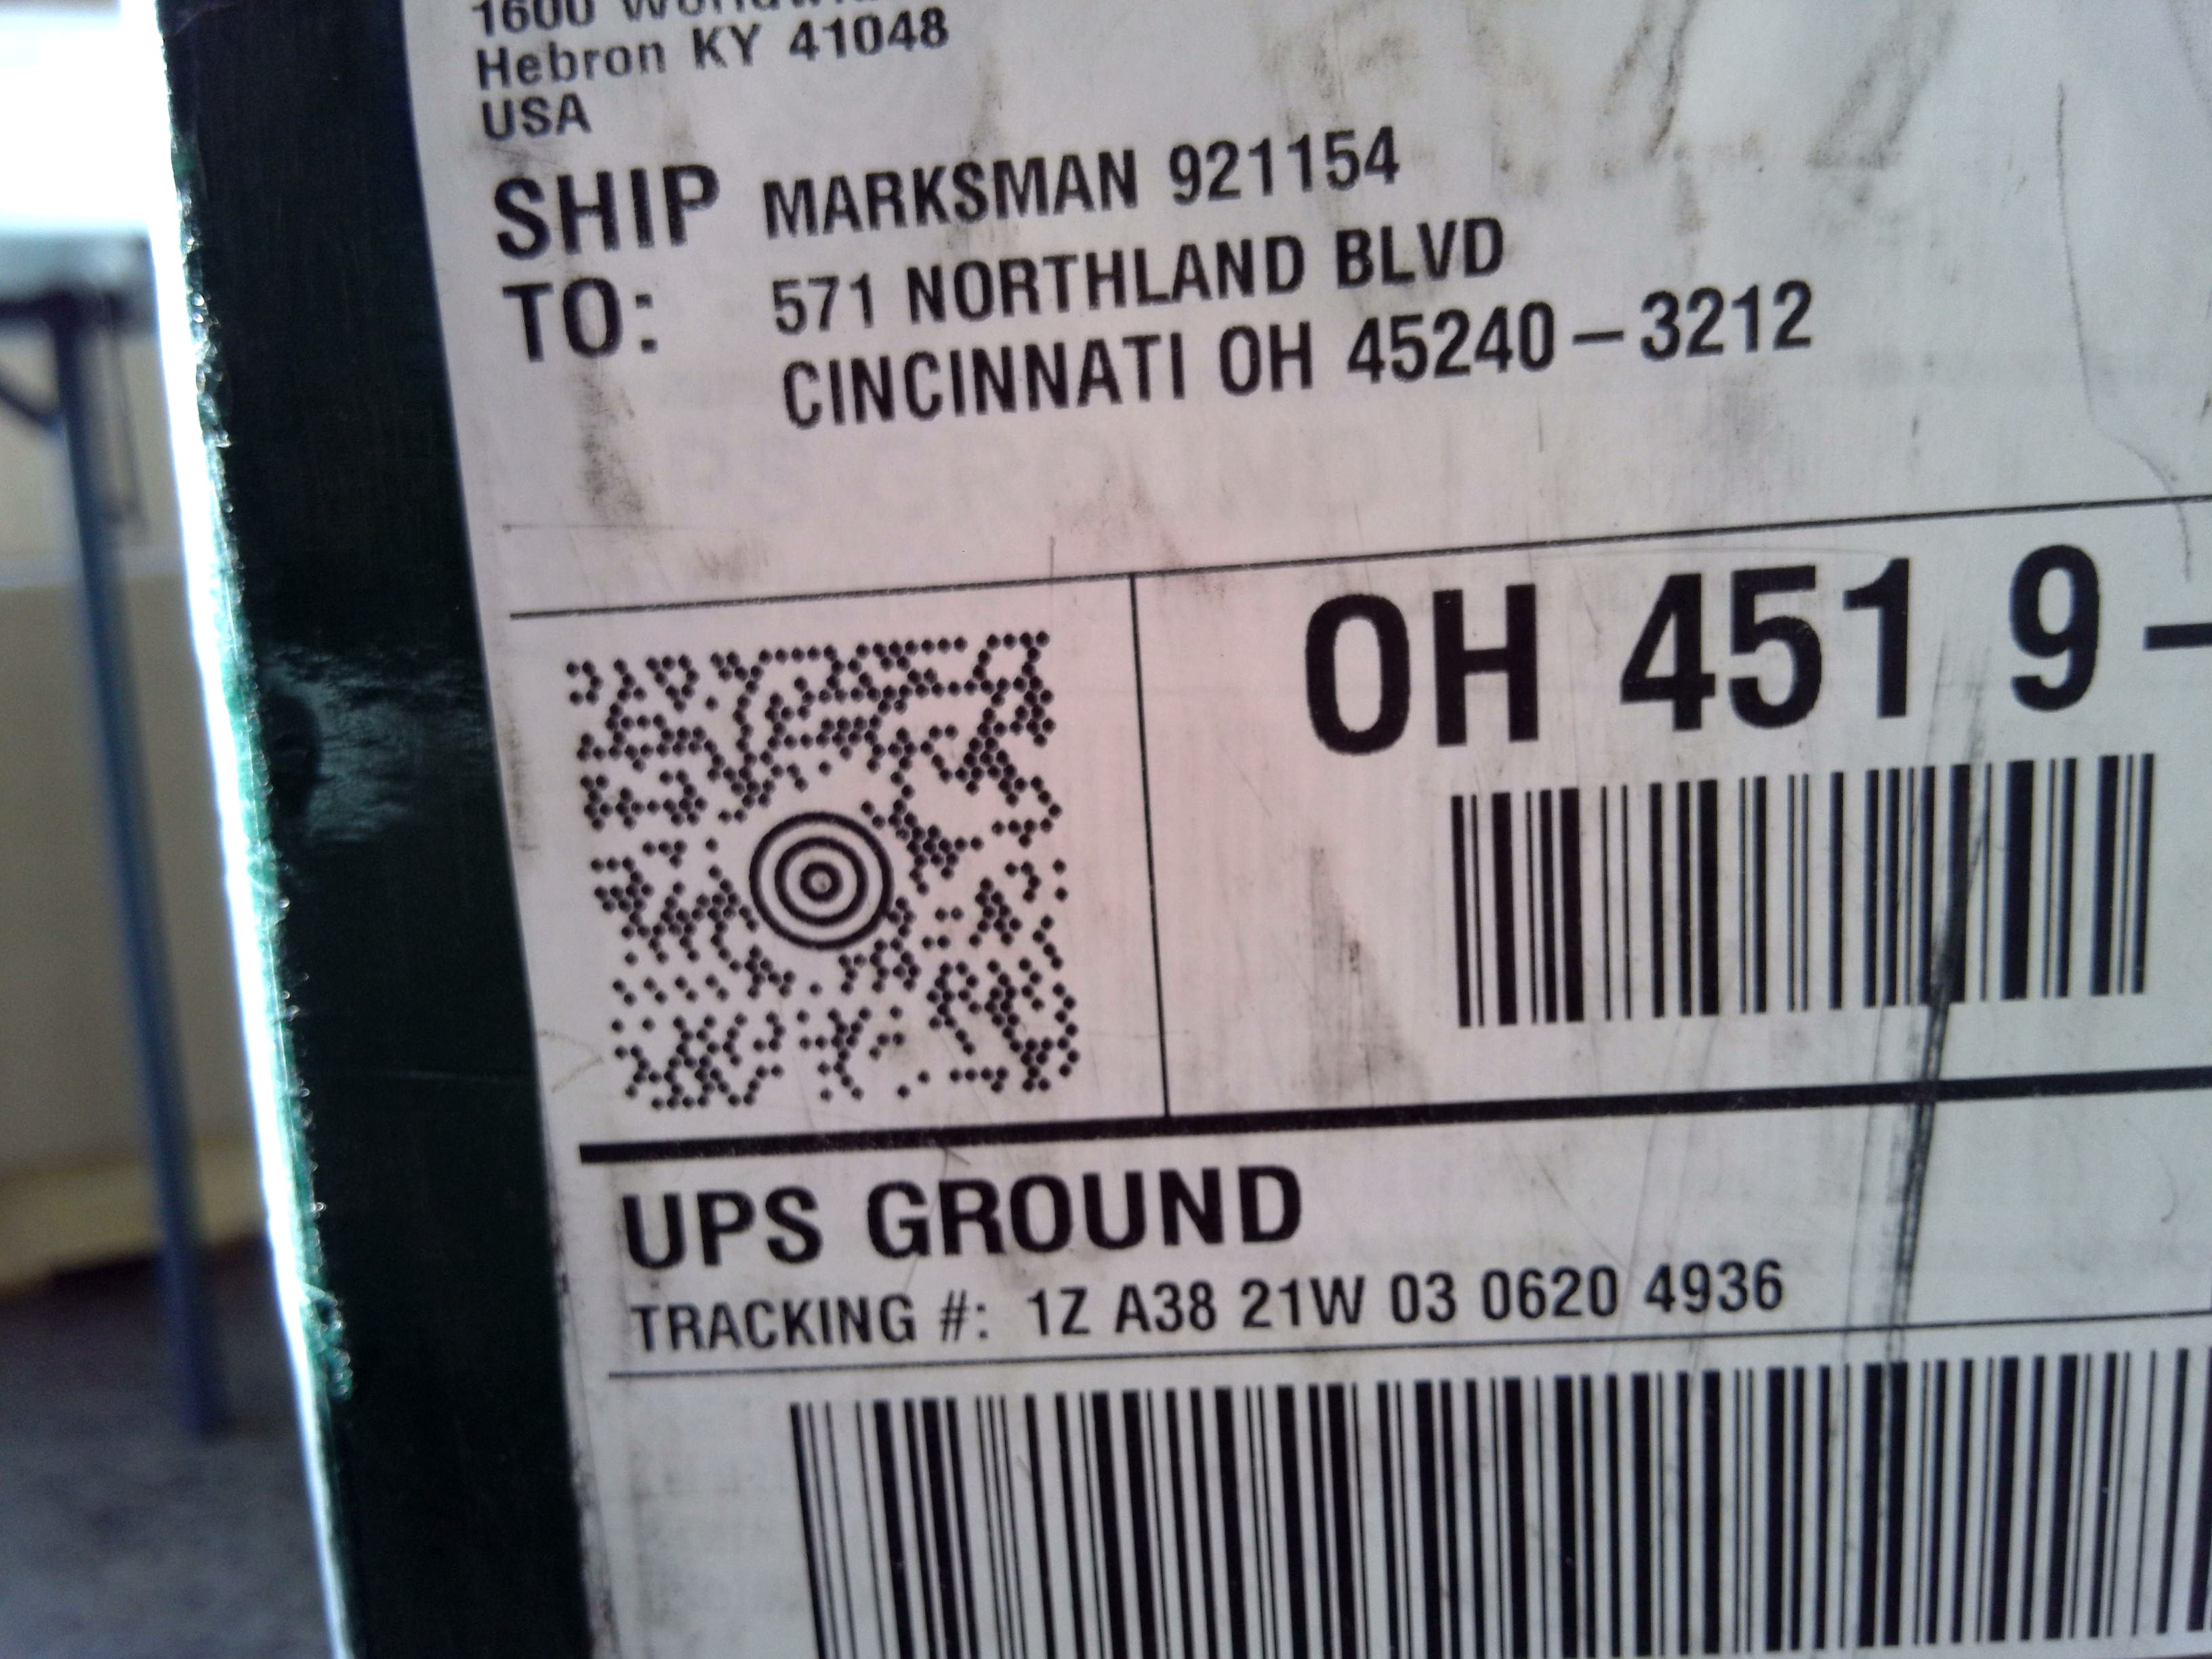 1600
Hebron KY 41048
USA
SHIP TO: MARKSMAN 921154
571 NORTHLAND BLVD
CINCINNATI OH 45240-3212
OH 451 9-
UPS GROUND
TRACKING #: 1Z A38 21W 03 0620 4936